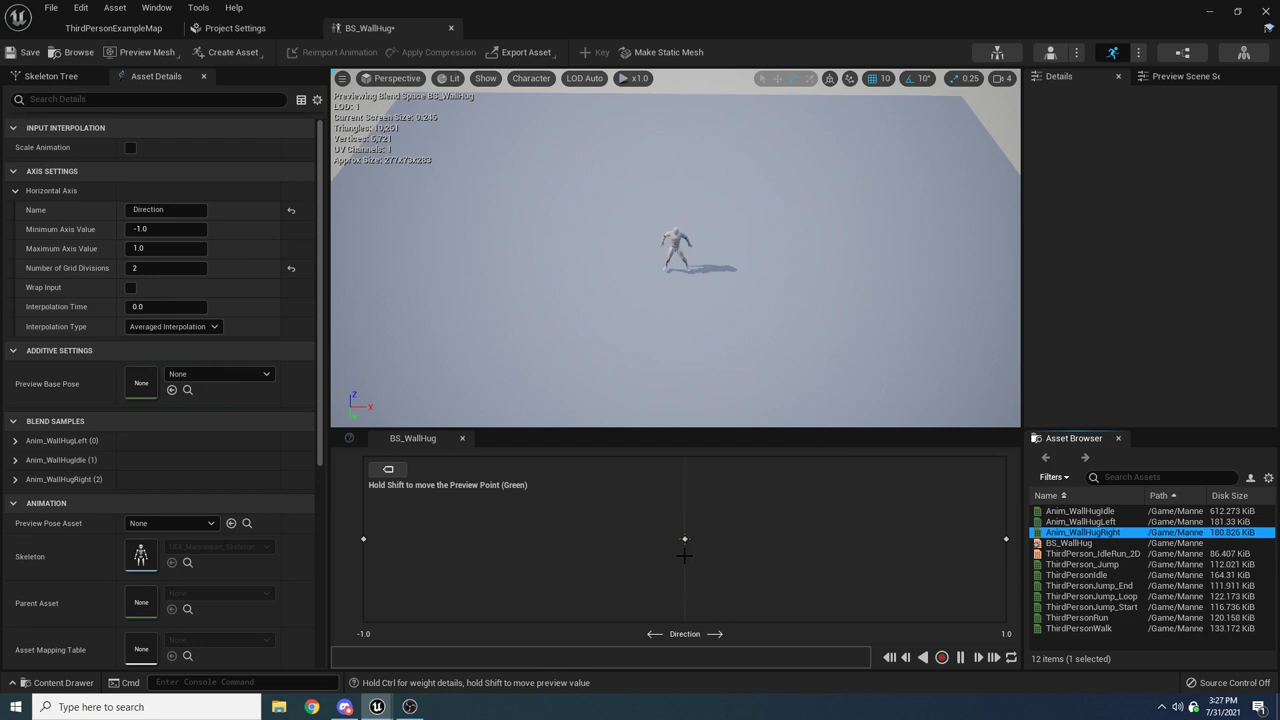 File Edit Asset Window Tools Help
ThirdPersonExampleMap Project Settings BS_WallHug*
Save Browse Preview Mesh Create Asset Reimport Animation Apply Compression Export Asset Key Make Static Mesh
Skeleton Tree Asset Details
Search Details
INPUT INTERPOLATION
Scale Animation
AXIS SETTINGS
Horizontal Axis
Name Direction
Minimum Axis Value -1.0
Maximum Axis Value 1.0
Number of Grid Divisions 2
Wrap Input
Interpolation Time 0.0
Interpolation Type Averaged Interpolation
ADDITIVE SETTINGS
Preview Base Pose None None
BLEND SAMPLES
Anim_WallHugLeft (0)
Anim_WallHugIdle (1)
Anim_WallHugRight (2)
ANIMATION
Preview Pose Asset None
Skeleton UE4_Mannequin_Skeleton
Parent Asset None None
Asset Mapping Table None None
Perspective Lit Show Character LOD Auto x1.0 10 10° 0.25 4
Previewing Blend Space BS_WallHug
LOD: 1
Current Screen Size: 0.245
Triangles: 10,251
Vertices: 6,721
UV Channels: 1
Approx Size: 277x73x283
Z
X
BS_WallHug
Hold Shift to move the Preview Point (Green)
-1.0 Direction 1.0
Details Preview Scene Se
Asset Browser
Filters Search Assets
Name Path Disk Size
Anim_WallHugIdle /Game/Manne 612.273 KiB
Anim_WallHugLeft /Game/Manne 181.33 KiB
Anim_WallHugRight /Game/Manne 180.826 KiB
BS_WallHug /Game/Manne
ThirdPerson_IdleRun_2D /Game/Manne 86.407 KiB
ThirdPerson_Jump /Game/Manne 112.021 KiB
ThirdPersonIdle /Game/Manne 164.31 KiB
ThirdPersonJump_End /Game/Manne 111.911 KiB
ThirdPersonJump_Loop /Game/Manne 122.173 KiB
ThirdPersonJump_Start /Game/Manne 116.736 KiB
ThirdPersonRun /Game/Manne 120.158 KiB
ThirdPersonWalk /Game/Manne 133.172 KiB
12 items (1 selected)
Content Drawer Cmd Enter Console Command Hold Ctrl for weight details, hold Shift to move preview value Source Control Off
Type here to search
3:27 PM
7/31/2021